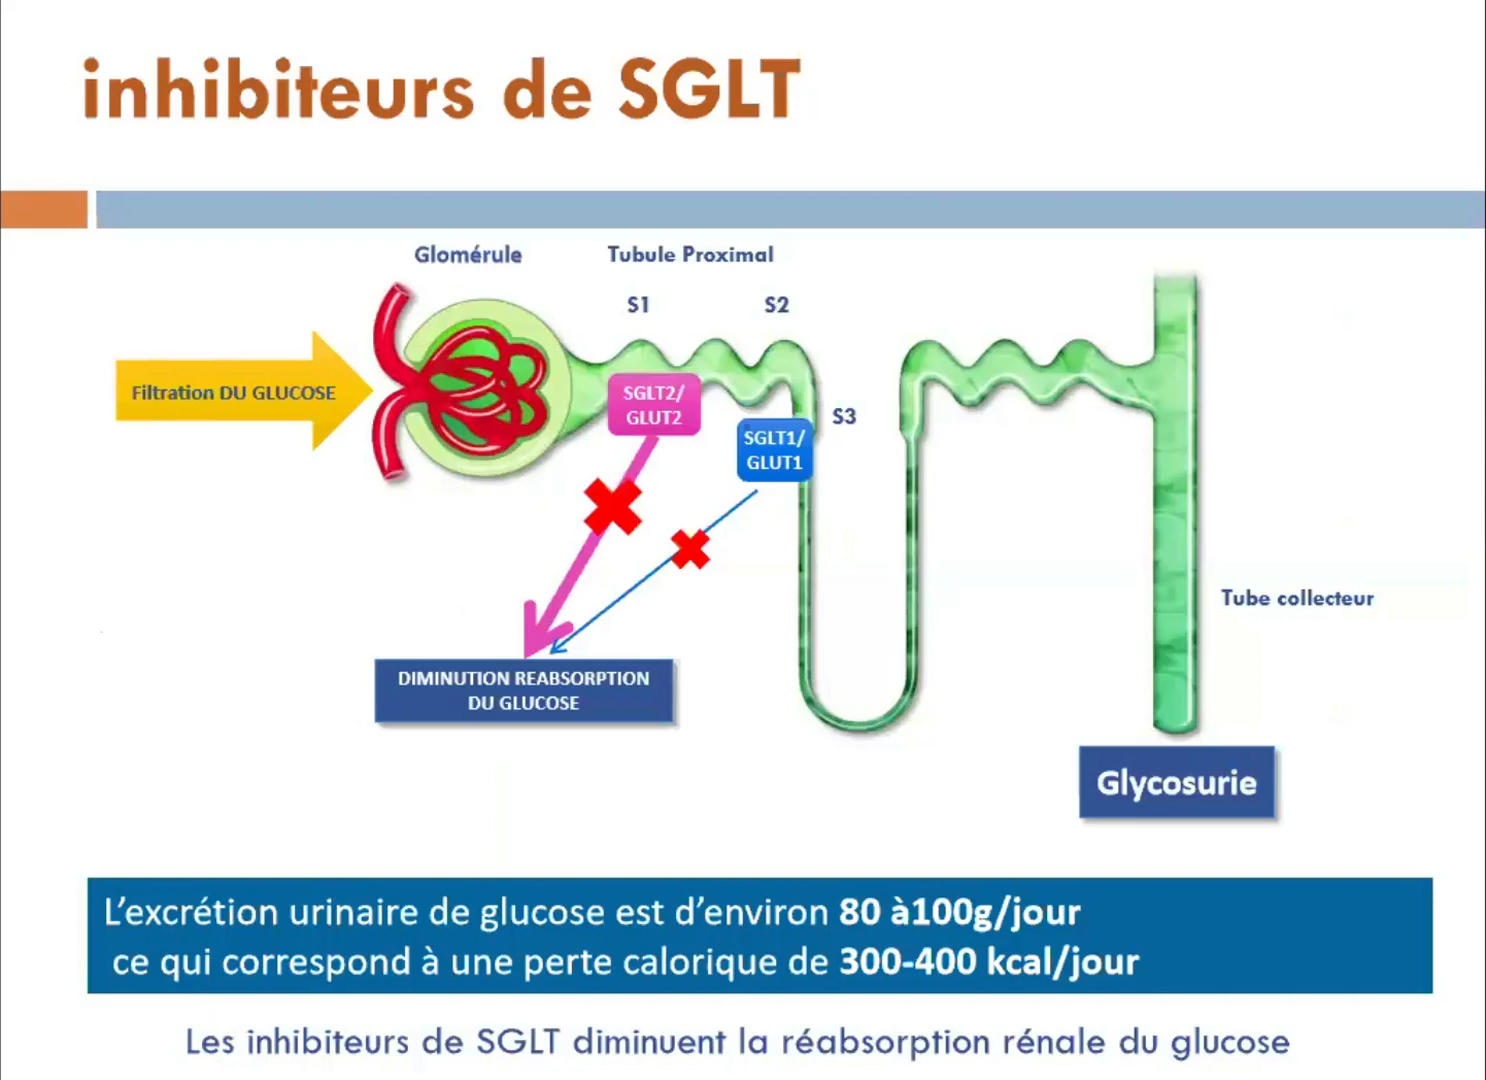 inhibiteurs de SGLT
Glomérule
Tubule Proximal
S1
S2
Filtration DU GLUCOSE
SGLT2/
GLUT2
SGLT1/
GLUT1
S3
DIMINUTION REABSORPTION
DU GLUCOSE
Tube collecteur
Glycosurie
L’excrétion urinaire de glucose est d’environ 80 à100g/jour
ce qui correspond à une perte calorique de 300-400 kcal/jour
Les inhibiteurs de SGLT diminuent la réabsorption rénale du glucose